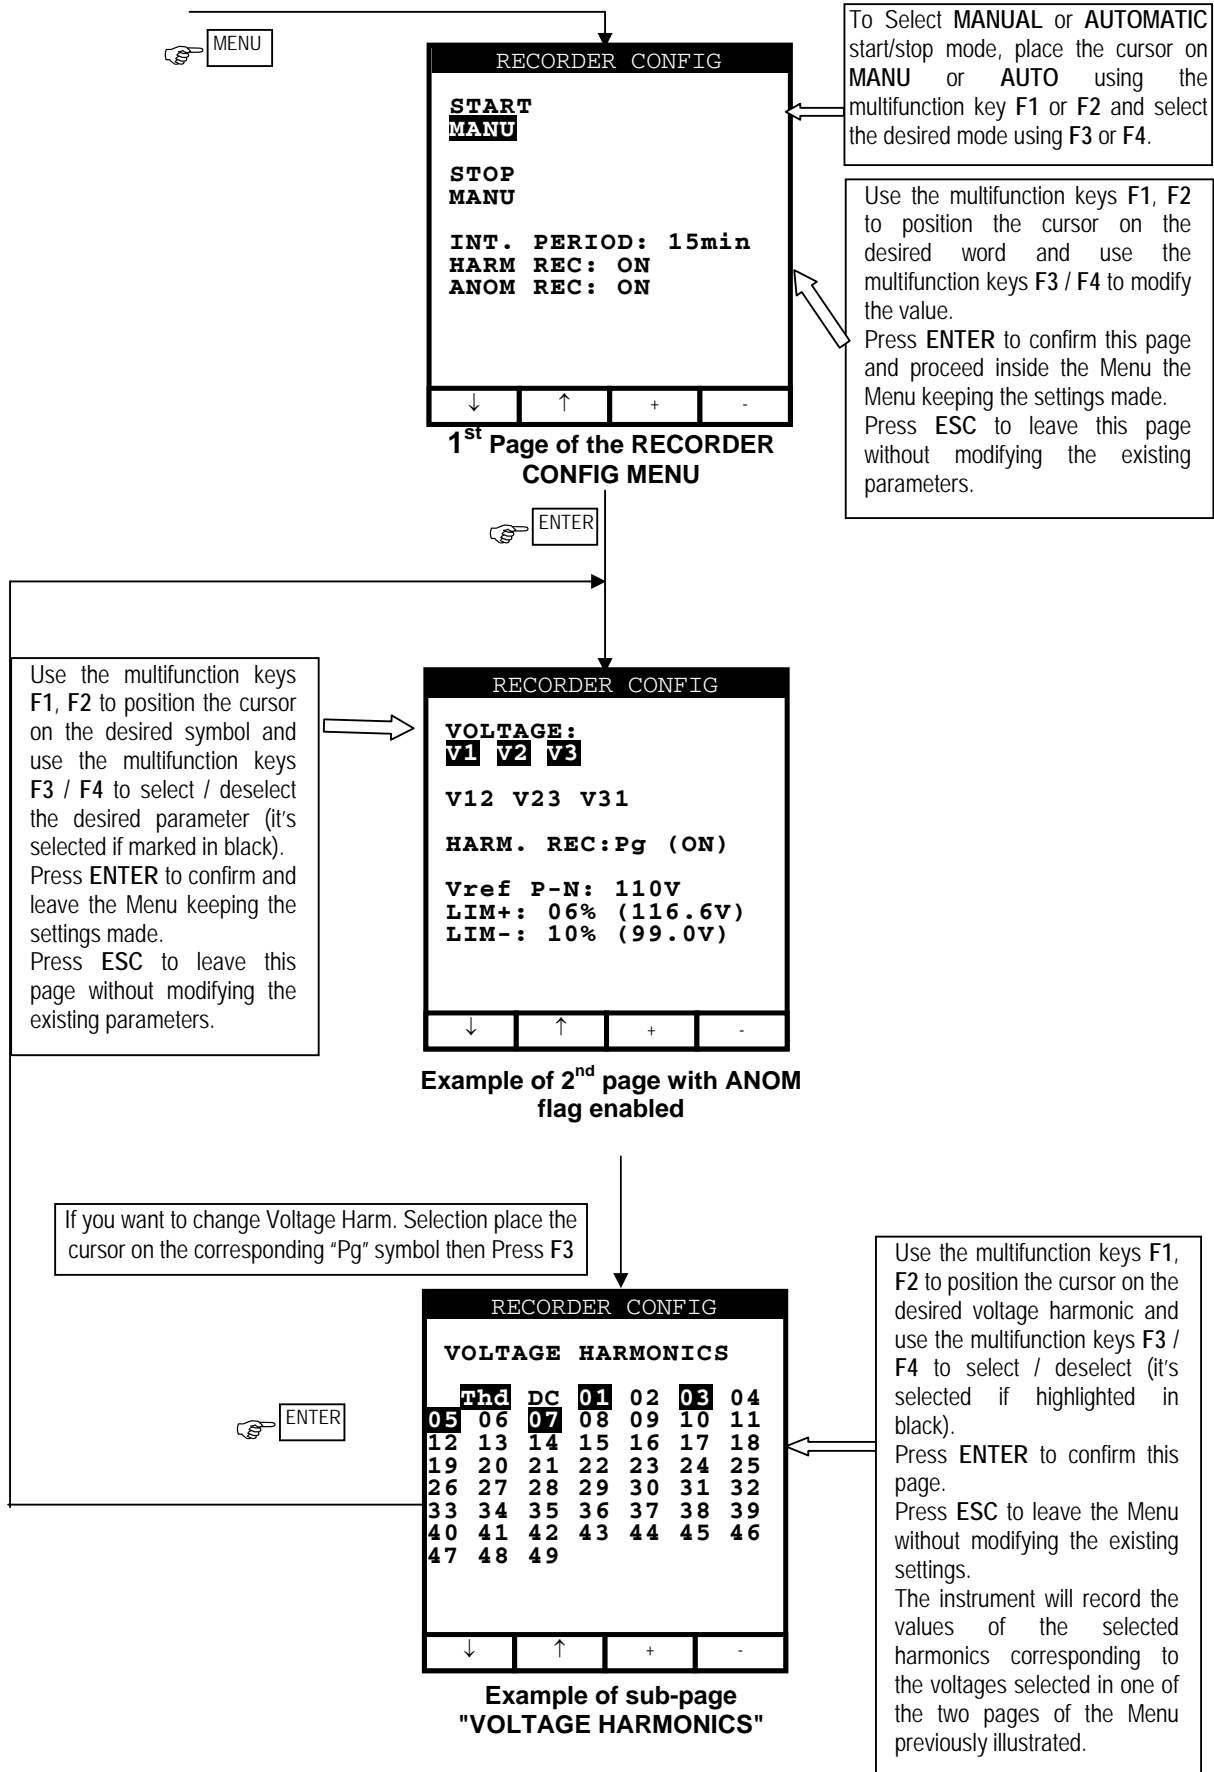 MENU
RECORDER CONFIG
START
MANU
STOP
MANU
INT. PERIOD: 15min
HARM REC: ON
ANOM REC: ON
↓ ↑ + -
1st Page of the RECORDER
CONFIG MENU
To Select MANUAL or AUTOMATIC
start/stop mode, place the cursor on
MANU or AUTO using the
multifunction key F1 or F2 and select
the desired mode using F3 or F4.
Use the multifunction keys F1, F2
to position the cursor on the
desired word and use the
multifunction keys F3 / F4 to modify
the value.
Press ENTER to confirm this page
and proceed inside the Menu the
Menu keeping the settings made.
Press ESC to leave this page
without modifying the existing
parameters.
ENTER
Use the multifunction keys
F1, F2 to position the cursor
on the desired symbol and
use the multifunction keys
F3 / F4 to select / deselect
the desired parameter (it's
selected if marked in black).
Press ENTER to confirm and
leave the Menu keeping the
settings made.
Press ESC to leave this
page without modifying the
existing parameters.
RECORDER CONFIG
VOLTAGE:
V1 V2 V3
V12 V23 V31
HARM. REC:Pg (ON)
Vref P-N: 110V
LIM+: 06% (116.6V)
LIM-: 10% (99.0V)
↓ ↑ + -
Example of 2nd page with ANOM
flag enabled
If you want to change Voltage Harm. Selection place the
cursor on the corresponding "Pg" symbol then Press F3
RECORDER CONFIG
VOLTAGE HARMONICS
Thd DC 01 02 03 04
05 06 07 08 09 10 11
12 13 14 15 16 17 18
19 20 21 22 23 24 25
26 27 28 29 30 31 32
33 34 35 36 37 38 39
40 41 42 43 44 45 46
47 48 49
↓ ↑ + -
Example of sub-page
"VOLTAGE HARMONICS"
ENTER
Use the multifunction keys F1,
F2 to position the cursor on the
desired voltage harmonic and
use the multifunction keys F3 /
F4 to select / deselect (it's
selected if highlighted in
black).
Press ENTER to confirm this
page.
Press ESC to leave the Menu
without modifying the existing
settings.
The instrument will record the
values of the selected
harmonics corresponding to
the voltages selected in one of
the two pages of the Menu
previously illustrated.